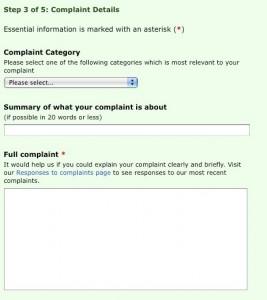 Step 3 of 5: Complaint Details
Essential information is marked with an asterisk (*)
Complaint Category
Please select one of the following categories which is most relevant to your
complaint
Please select...
Summary of what your complaint is about
(if possible in 20 words or less)
Full complaint *
It would help us if you could explain your complaint clearly and briefly. Visit
our Responses to complaints page to see responses to our most recent
complaints.